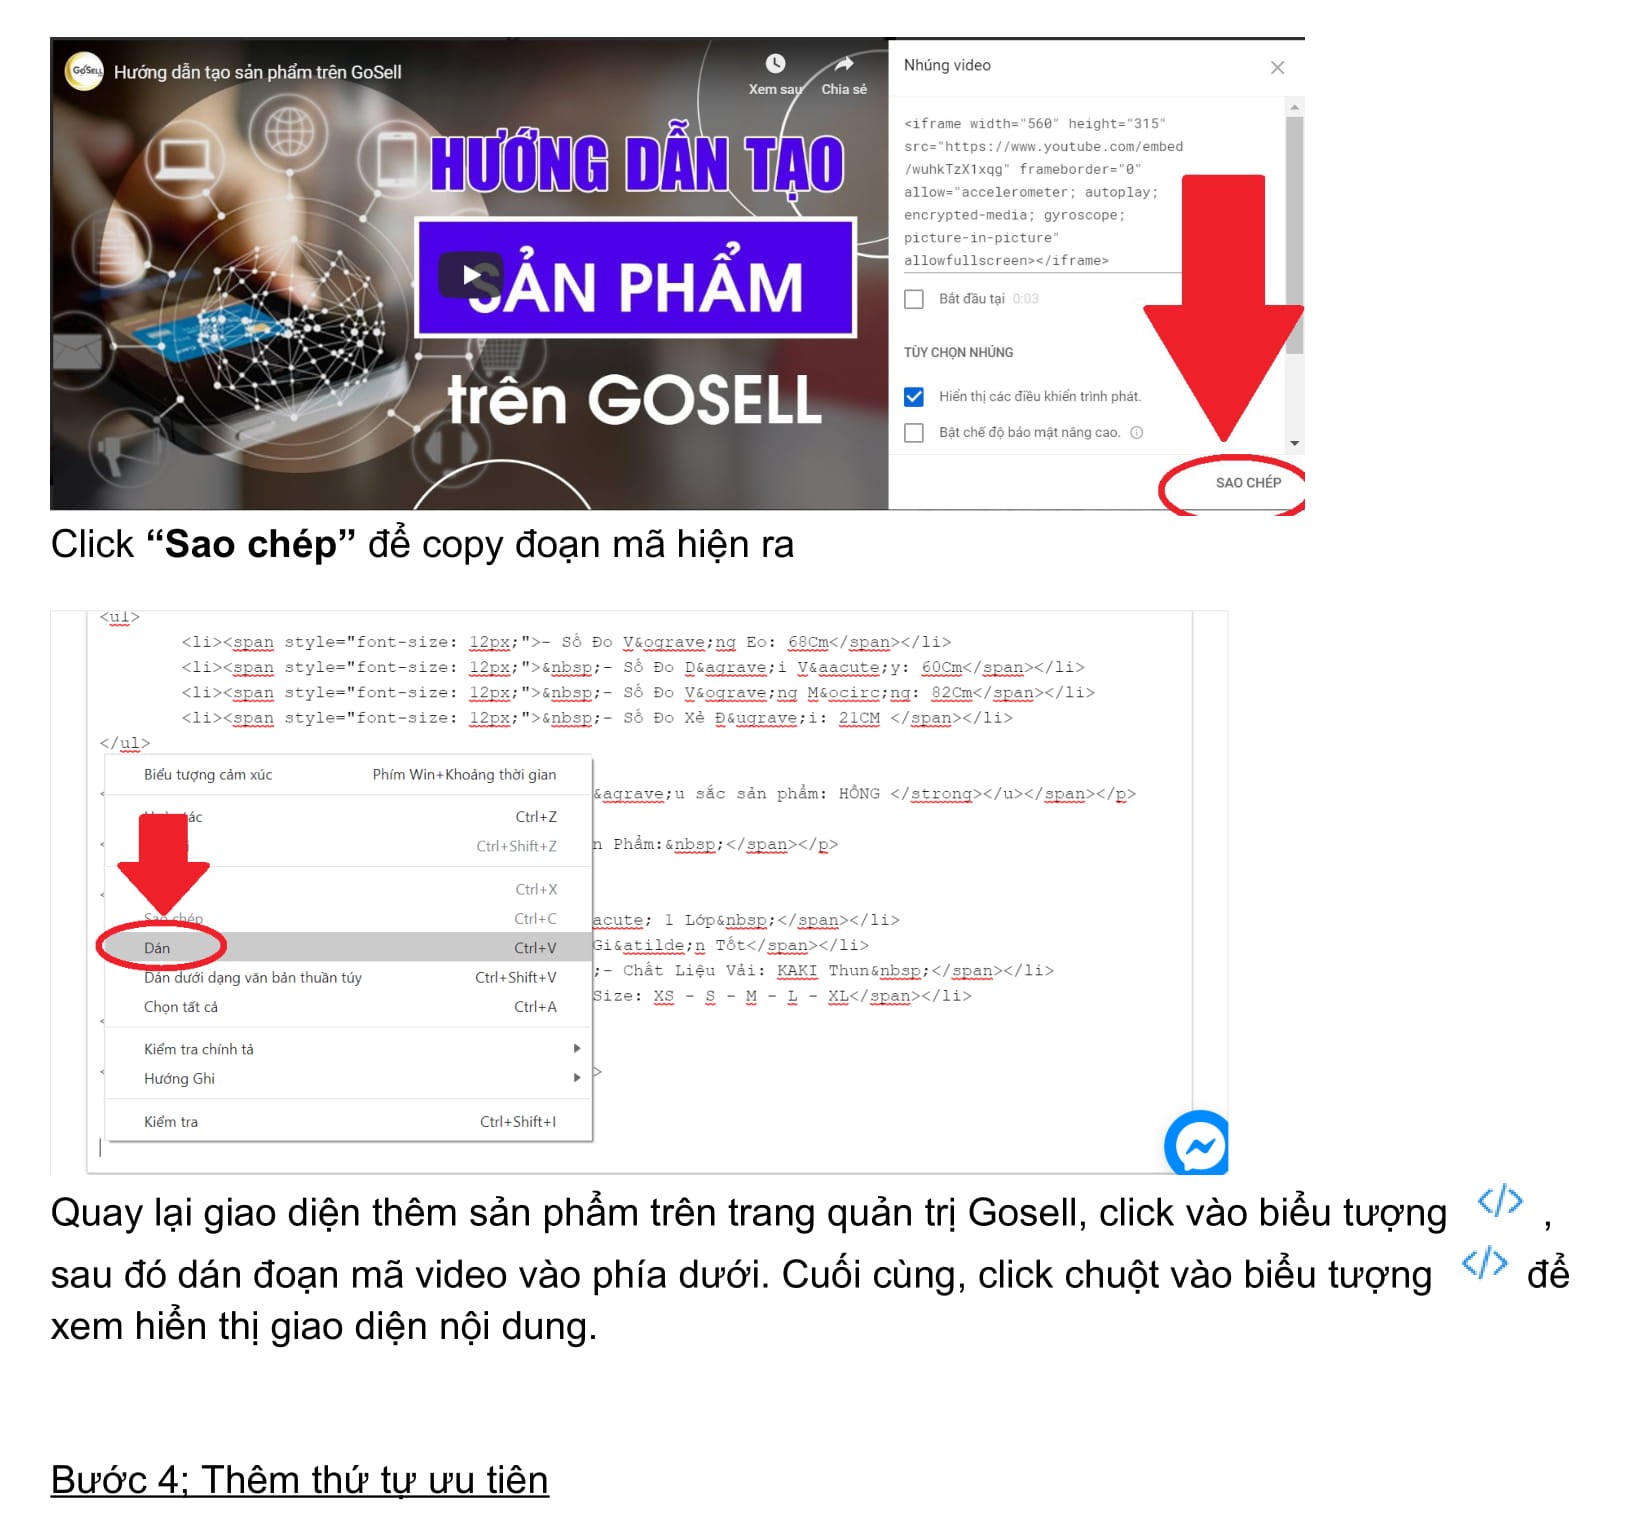 GoSELL
Hướng dẫn tạo sản phẩm trên GoSell
Xem sau
Chia sẻ
HƯỚNG DẪN TẠO
SẢN PHẨM
trên GOSELL
Nhúng video
<iframe width="560" height="315"
src="https://www.youtube.com/embed
/wuhkTzX1xqg" frameborder="0"
allow="accelerometer; autoplay;
encrypted-media; gyroscope;
picture-in-picture"
allowfullscreen></iframe>
Bắt đầu tại 0:03
TÙY CHỌN NHÚNG
Hiển thị các điều khiển trình phát.
Bật chế độ bảo mật nâng cao.
SAO CHÉP
Click “Sao chép” để copy đoạn mã hiện ra
<ul>
<li><span style="font-size: 12px;">- Số Đo V&ograve;ng Eo: 68Cm</span></li>
<li><span style="font-size: 12px;">&nbsp;- Số Đo D&agrave;i V&aacute;y: 60Cm</span></li>
<li><span style="font-size: 12px;">&nbsp;- Số Đo V&ograve;ng M&ocirc;ng: 82Cm</span></li>
<li><span style="font-size: 12px;">&nbsp;- Số Đo Xẻ Đ&ugrave;i: 21CM </span></li>
</ul>
Biểu tượng cảm xúc Phím Win+Khoảng thời gian
&agrave;u sắc sản phẩm: HỒNG </strong></u></span></p>
tác Ctrl+Z
Ctrl+Shift+Z n Phẩm:&nbsp;</span></p>
Ctrl+X
Sao chép Ctrl+C acute; 1 Lớp&nbsp;</span></li>
Dán Ctrl+V Gi&atilde;n Tốt</span></li>
Dán dưới dạng văn bản thuần túy Ctrl+Shift+V ;- Chất Liệu Vải: KAKI Thun&nbsp;</span></li>
Chọn tất cả Ctrl+A Size: XS - S - M - L - XL</span></li>
Kiểm tra chính tả
Hướng Ghi >
Kiểm tra Ctrl+Shift+I
Quay lại giao diện thêm sản phẩm trên trang quản trị Gosell, click vào biểu tượng </> ,
sau đó dán đoạn mã video vào phía dưới. Cuối cùng, click chuột vào biểu tượng </> để
xem hiển thị giao diện nội dung.
Bước 4; Thêm thứ tự ưu tiên